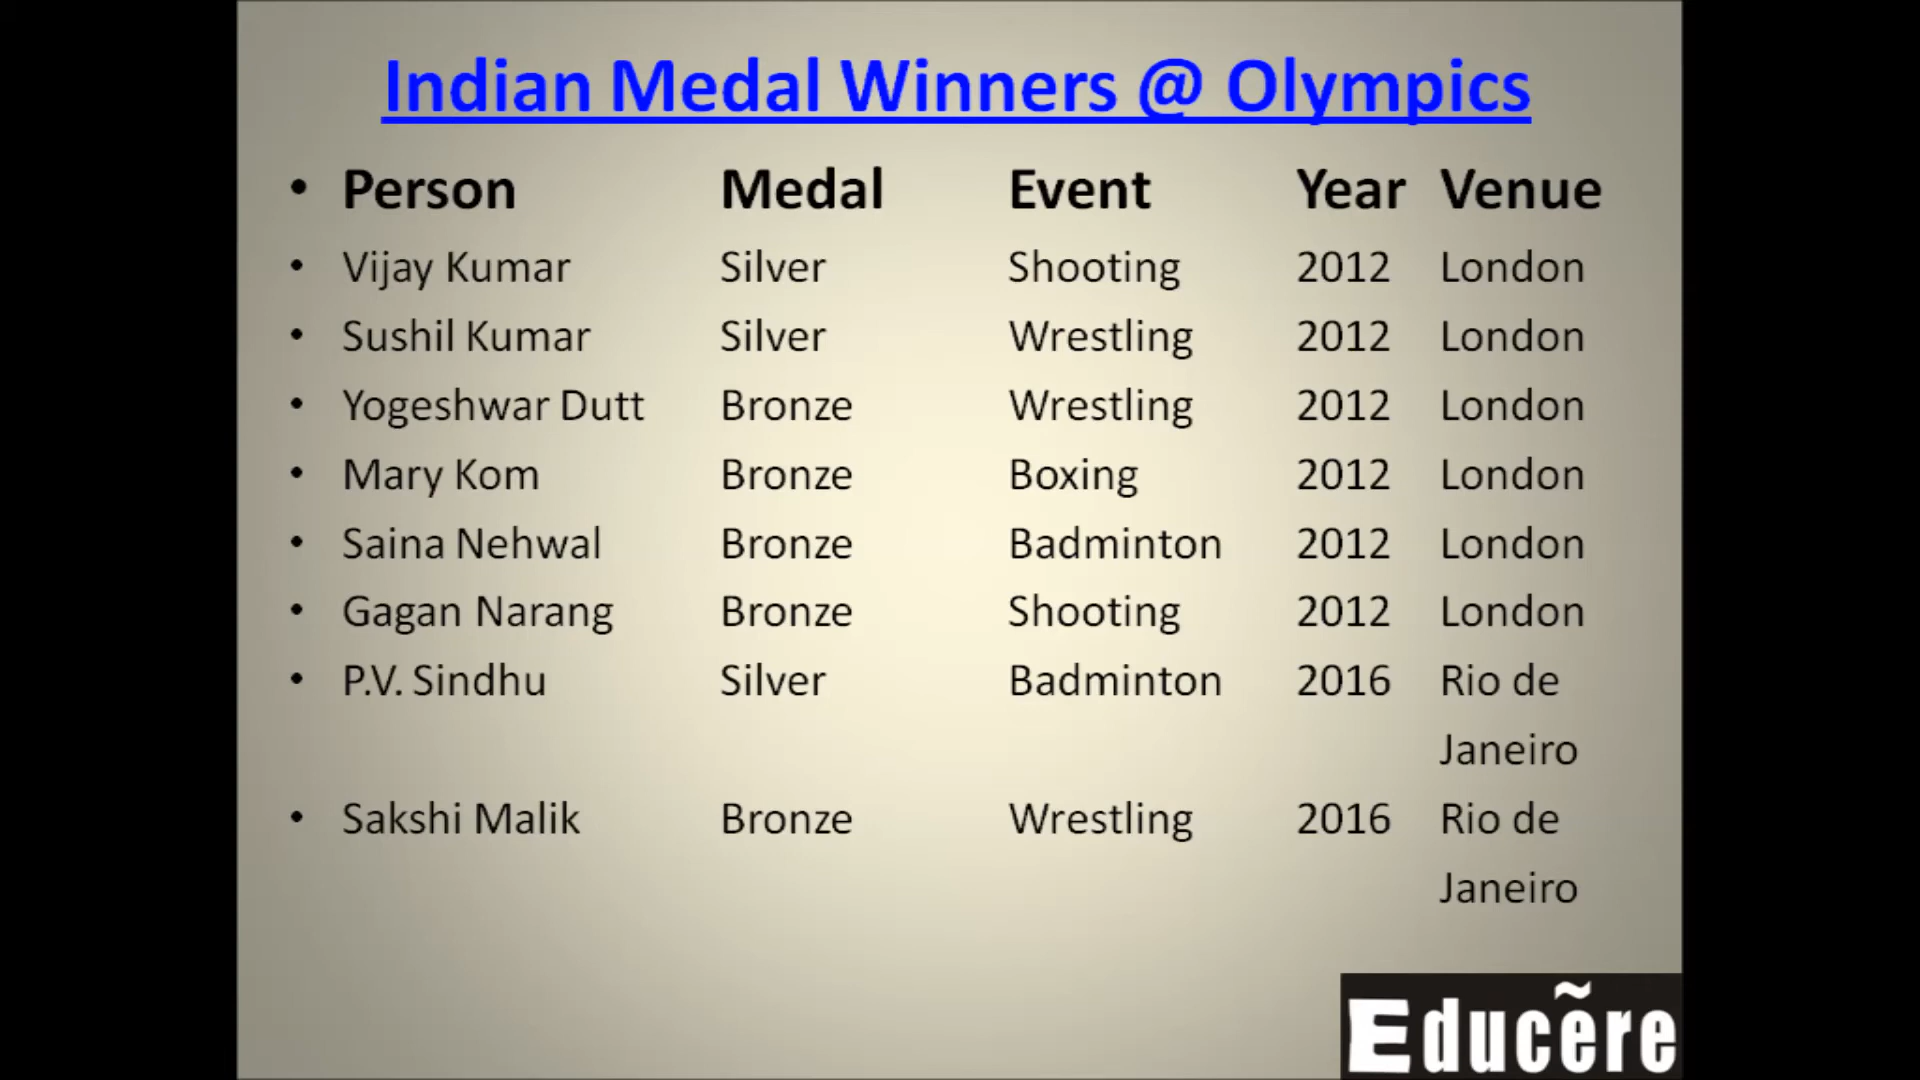 Indian Medal Winners @ Olympics
• Person Medal Event Year Venue
• Vijay Kumar Silver Shooting 2012 London
• Sushil Kumar Silver Wrestling 2012 London
• Yogeshwar Dutt Bronze Wrestling 2012 London
• Mary Kom Bronze Boxing 2012 London
• Saina Nehwal Bronze Badminton 2012 London
• Gagan Narang Bronze Shooting 2012 London
• P.V. Sindhu Silver Badminton 2016 Rio de
Janeiro
• Sakshi Malik Bronze Wrestling 2016 Rio de
Janeiro
Educẽre